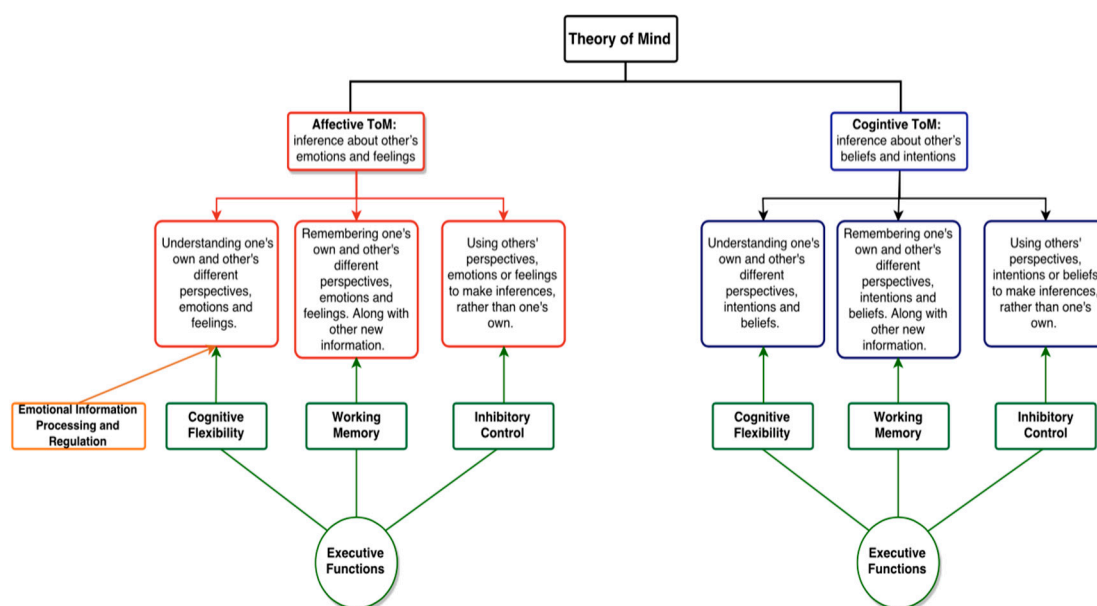 Theory of Mind
Affective ToM:
inference about other's
emotions and feelings
Cogintive ToM:
inference about other's
beliefs and intentions
Understanding one's
own and other's
different
perspectives,
emotions and
feelings.
Remembering one's
own and other's
different
perspectives,
emotions and
feelings. Along with
other new
information.
Using others'
perspectives,
emotions or feelings
to make inferences,
rather than one's
own.
Understanding one's
own and other's
different
perspectives,
intentions and
beliefs.
Remembering one's
own and other's
different
perspectives,
intentions and
beliefs. Along with
other new
information.
Using others'
perspectives,
intentions or beliefs
to make inferences,
rather than one's
own.
Emotional Information
Processing and
Regulation
Cognitive
Flexibility
Working
Memory
Inhibitory
Control
Cognitive
Flexibility
Working
Memory
Inhibitory
Control
Executive
Functions
Executive
Functions